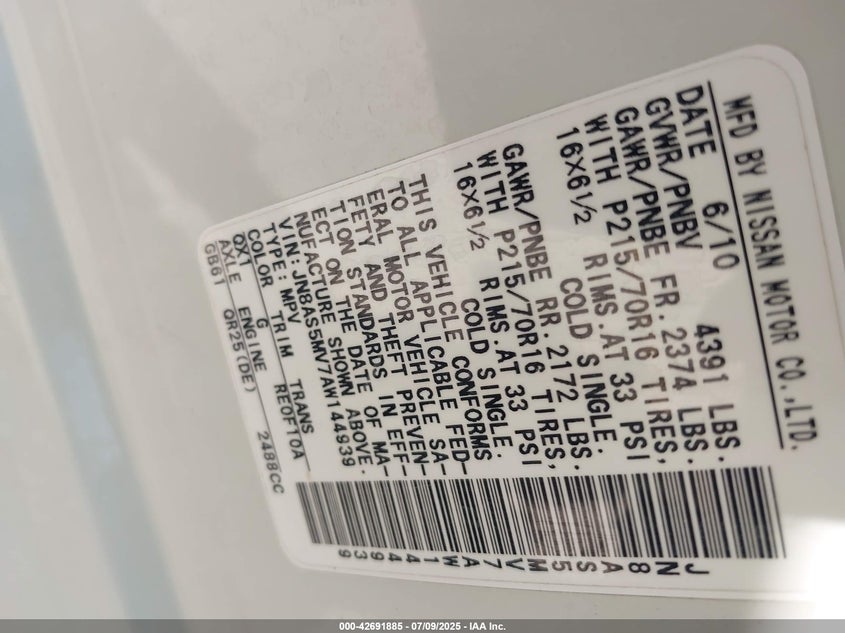 MFD BY NISSAN MOTOR CO.,LTD.
DATE 6/10
GVWR/PNBV 4391 LBS.
GAWR/PNBE FR. 2374 LBS.
WITH P215/70R16 TIRES,
16X6½ RIMS.AT 33 PSI
COLD SINGLE.
GAWR/PNBE RR. 2172 LBS.
WITH P215/70R16 TIRES,
16X6½ RIMS.AT 33 PSI
COLD SINGLE.
THIS VEHICLE CONFORMS
TO ALL APPLICABLE FED-
ERAL MOTOR VEHICLE SA-
FETY AND THEFT PREVEN-
TION STANDARDS IN EFF-
ECT ON THE DATE OF MA-
NUFACTURE SHOWN ABOVE.
VIN: JN8AS5MV7AW144939
TYPE: MPV
COLOR TRIM TRANS
QX1 G RE0F10A
AXLE ENGINE
GB61 QR25(DE) 2488CC
JN8AS5MV7AW144939
000-42691885 - 07/09/2025 - IAA Inc.